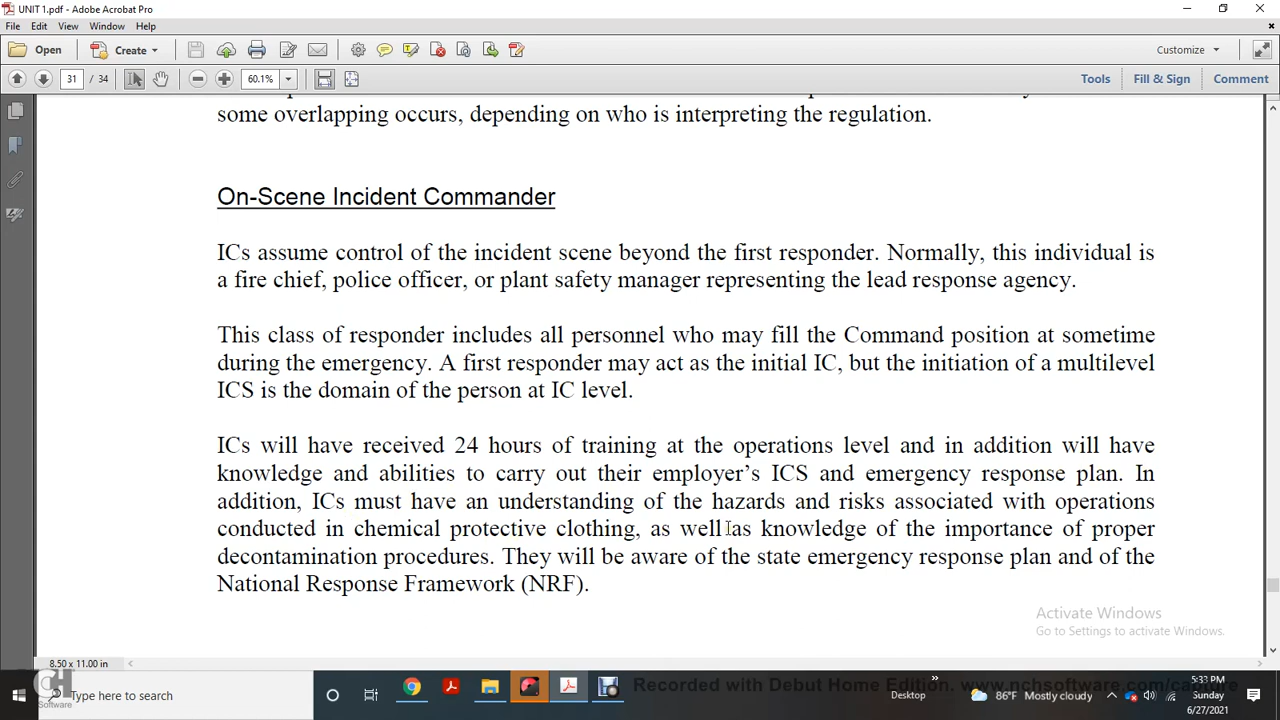 UNIT 1.pdf - Adobe Acrobat Pro
File Edit View Window Help
Open Create Customize
31 / 34 60.1% Tools Fill & Sign Comment
some overlapping occurs, depending on who is interpreting the regulation.
On-Scene Incident Commander
ICs assume control of the incident scene beyond the first responder. Normally, this individual is
a fire chief, police officer, or plant safety manager representing the lead response agency.
This class of responder includes all personnel who may fill the Command position at sometime
during the emergency. A first responder may act as the initial IC, but the initiation of a multilevel
ICS is the domain of the person at IC level.
ICs will have received 24 hours of training at the operations level and in addition will have
knowledge and abilities to carry out their employer’s ICS and emergency response plan. In
addition, ICs must have an understanding of the hazards and risks associated with operations
conducted in chemical protective clothing, as well as knowledge of the importance of proper
decontamination procedures. They will be aware of the state emergency response plan and of the
National Response Framework (NRF).
Activate Windows
Go to Settings to activate Windows.
8.50 x 11.00 in
Software
Type here to search
Recorded with Debut Home Edition. www.nchsoftware.com/capture
Desktop
86°F Mostly cloudy
5:33 PM
Sunday
6/27/2021